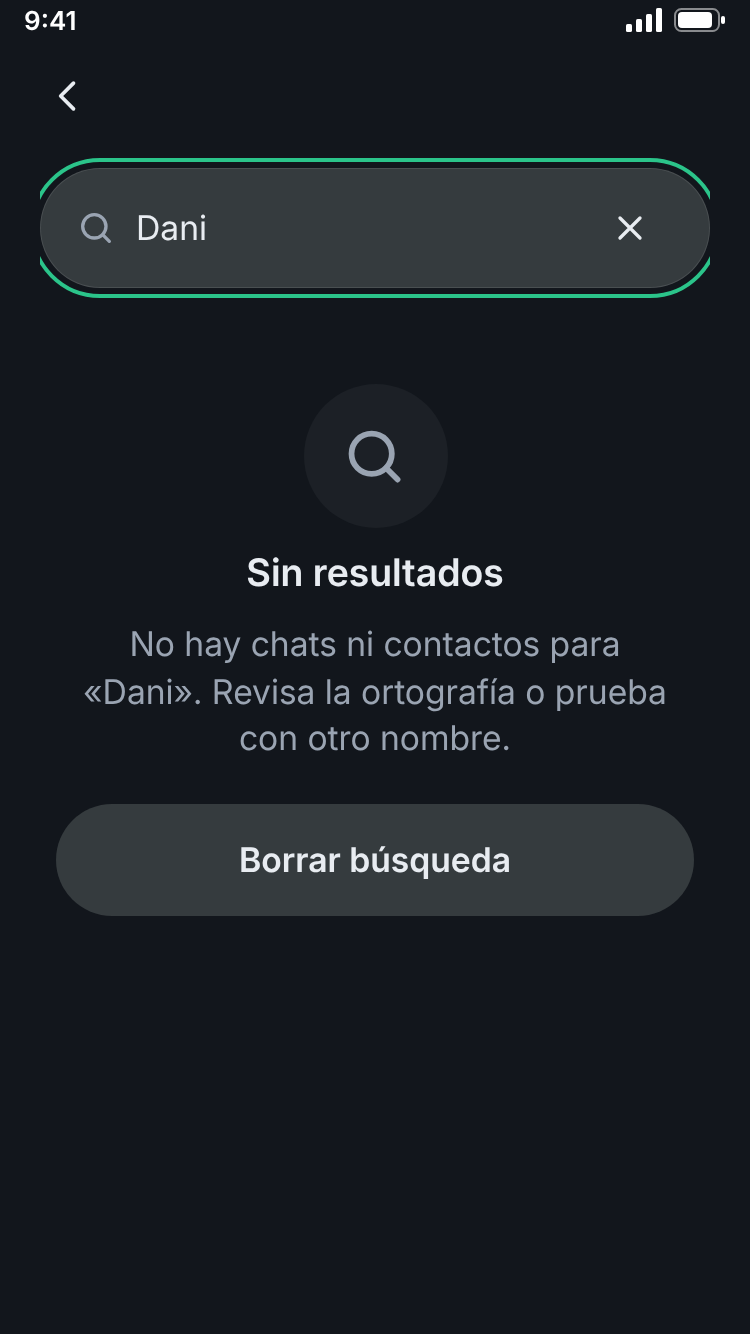 9:41
Dani
Sin resultados
No hay chats ni contactos para
«Dani». Revisa la ortografía o prueba
con otro nombre.
Borrar búsqueda